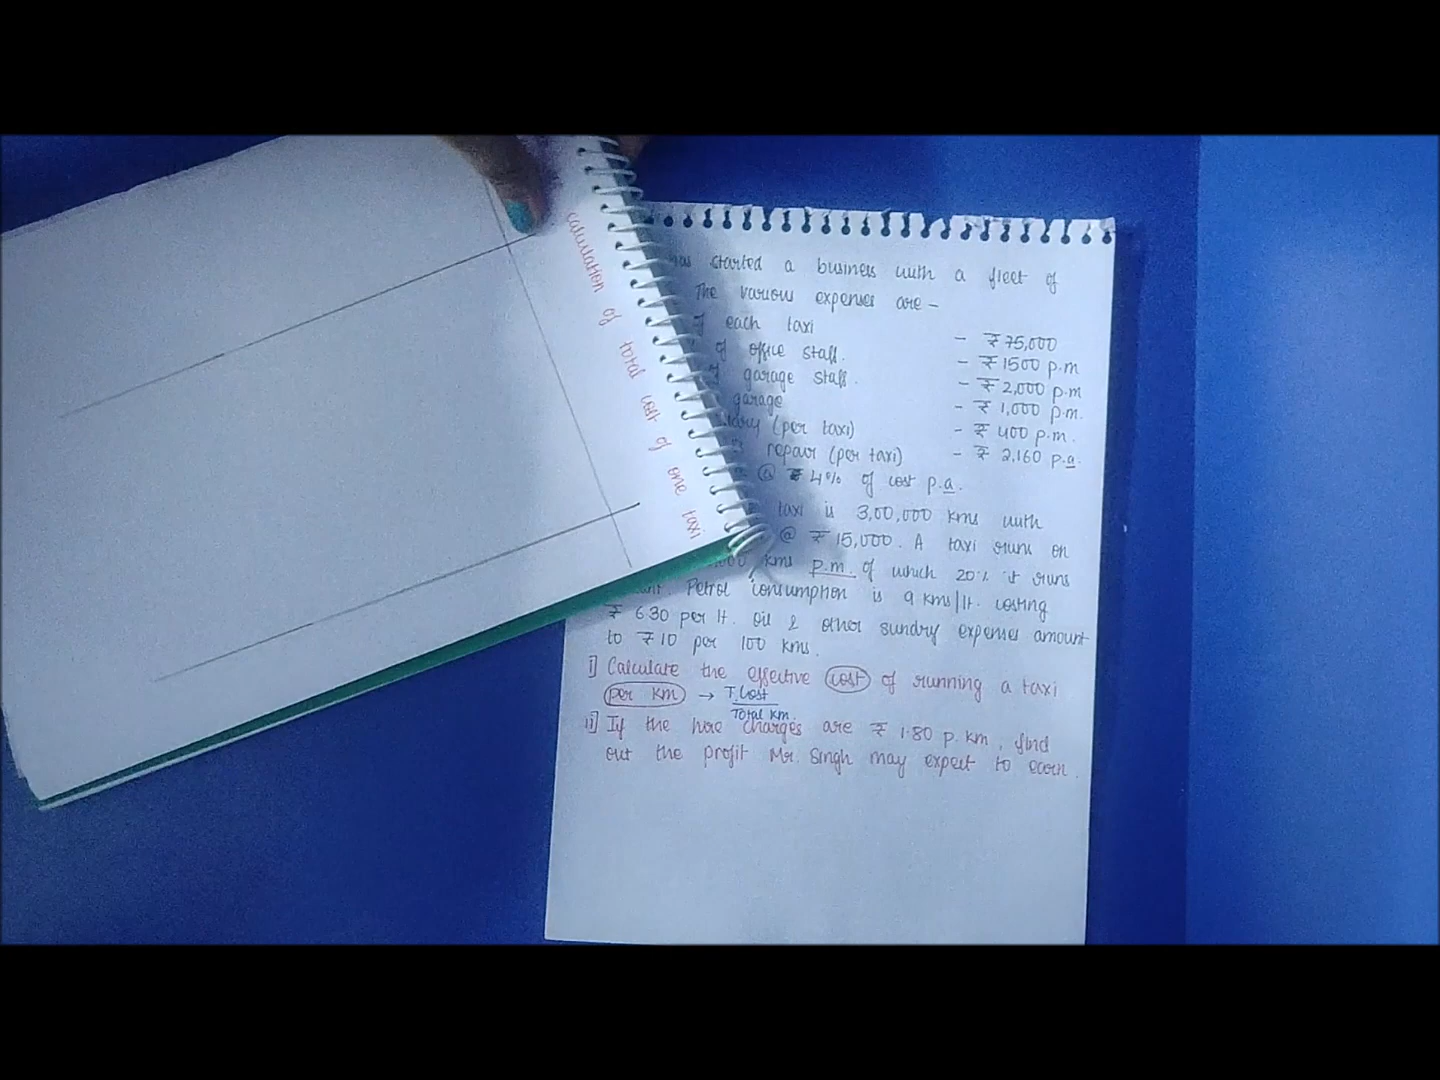 calculation of total cost of one taxi
has started a business with a fleet of
The various expenses are –
each taxi – ₹ 75,000
of office staff. – ₹ 1500 p.m
garage staff. – ₹ 2,000 p.m
garage – ₹ 1,000 p.m.
(per taxi) – ₹ 400 p.m.
repair (per taxi) – ₹ 2,160 p.a.
@ 4% of cost p.a.
taxi is 3,00,000 kms with
@ ₹ 15,000. A taxi runs on
kms p.m. of which 20% it runs
Petrol consumption is 9 kms/lt. costing
₹ 6.30 per lt. oil & other sundry expenses amount
to ₹ 10 per 100 kms.
i] Calculate the effective cost of running a taxi
per km → T. Cost
Total Km.
ii] If the hire charges are ₹ 1.80 p. km, find
out the profit Mr. Singh may expect to earn.